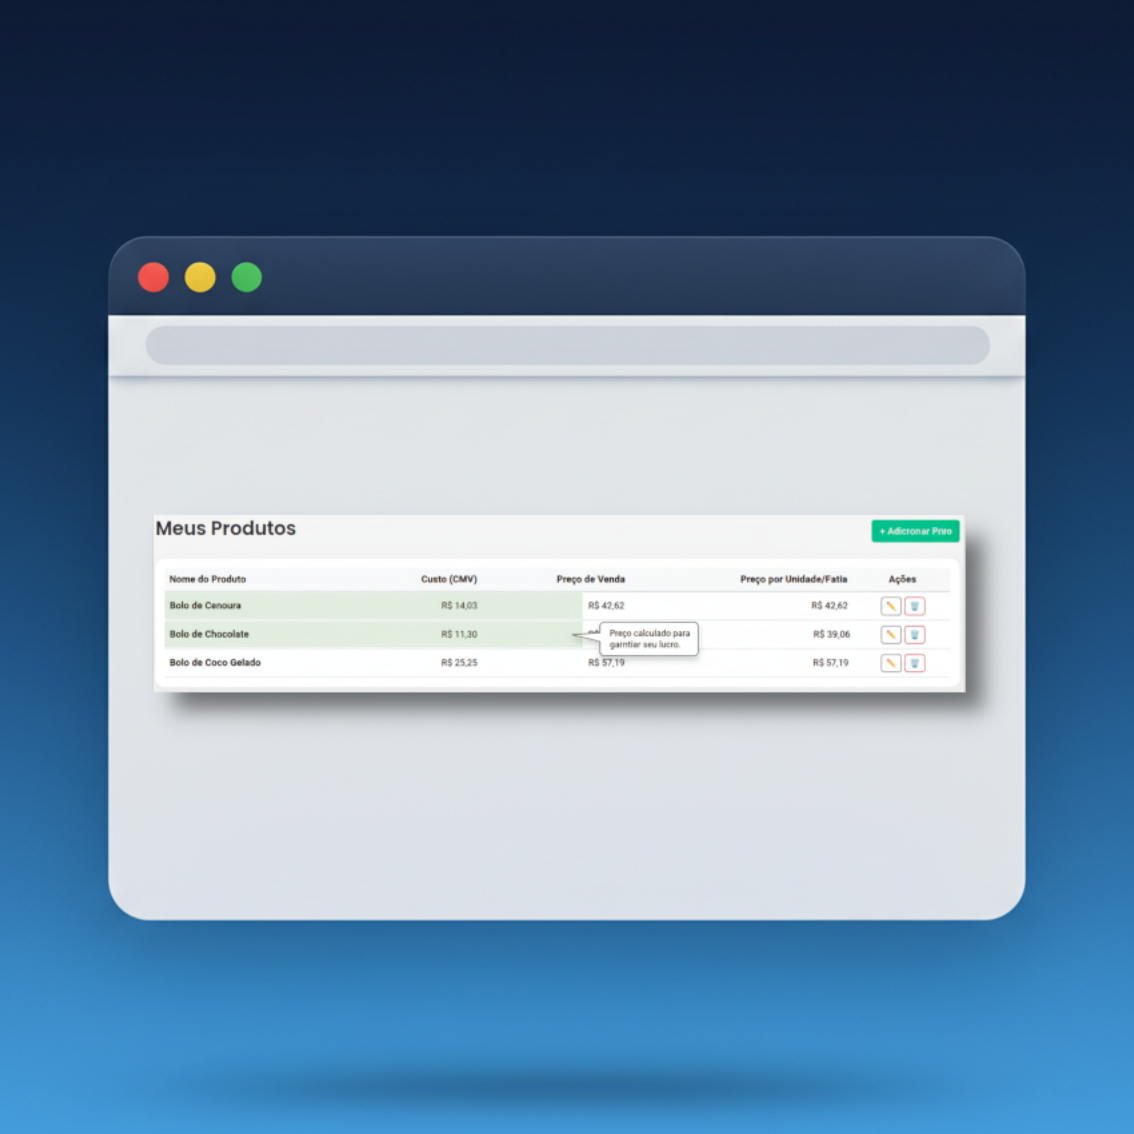 Meus Produtos
+ Adicronar Pnro
Nome do Produto Custo (CMV) Preço de Venda Preço por Unidade/Fatia Ações
Bolo de Cenoura R$ 14,03 R$ 42,62 R$ 42,62
Bolo de Chocolate R$ 11,30 R$ 39,06
Preço calculado para
garntiar seu lucro.
Bolo de Coco Gelado R$ 25,25 R$ 57,19 R$ 57,19